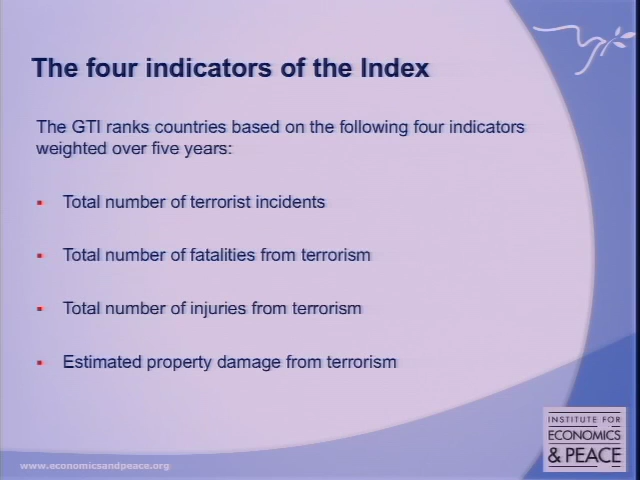 The four indicators of the Index
The GTI ranks countries based on the following four indicators
weighted over five years:
Total number of terrorist incidents
Total number of fatalities from terrorism
Total number of injuries from terrorism
Estimated property damage from terrorism
INSTITUTE FOR
ECONOMICS
& PEACE
www.economicsandpeace.org